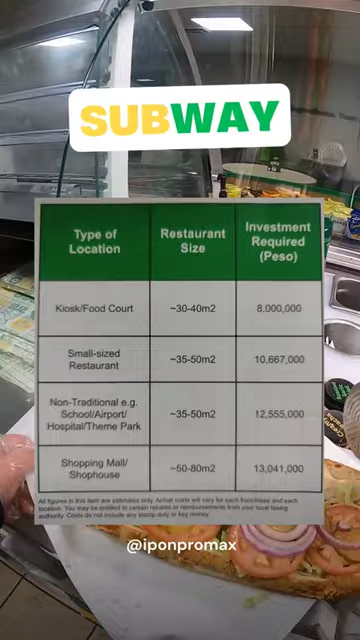 SUBWAY
Type of Location
Restaurant Size
Investment Required (Peso)
Kiosk/Food Court
~30-40m2
8,000,000
Small-sized Restaurant
~35-50m2
10,667,000
Non-Traditional e.g. School/Airport/ Hospital/Theme Park
~35-50m2
12,555,000
Shopping Mall/ Shophouse
~50-80m2
13,041,000
All figures in this item are estimates only. Actual costs will vary for each franchisee and each
location. You may be entitled to certain rebates or reimbursements from your local taxing
authority. Costs do not include any stamp duty or key money.
@iponpromax